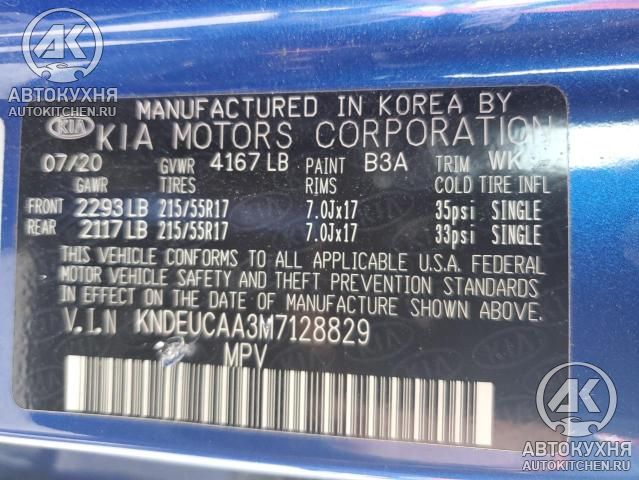 АВТОКУХНЯ
AUTOKITCHEN.RU
KIA
MANUFACTURED IN KOREA BY
KIA MOTORS CORPORATION
07/20 GVWR 4167 LB PAINT B3A TRIM WK
GAWR TIRES RIMS COLD TIRE INFL
FRONT 2293 LB 215/55R17 7.0Jx17 35psi SINGLE
REAR 2117 LB 215/55R17 7.0Jx17 33psi SINGLE
THIS VEHICLE CONFORMS TO ALL APPLICABLE U.S.A. FEDERAL
MOTOR VEHICLE SAFETY AND THEFT PREVENTION STANDARDS
IN EFFECT ON THE DATE OF MANUFACTURE SHOWN ABOVE.
V.I.N KNDEUCAA3M7128829
MPV
АВТОКУХНЯ
AUTOKITCHEN.RU